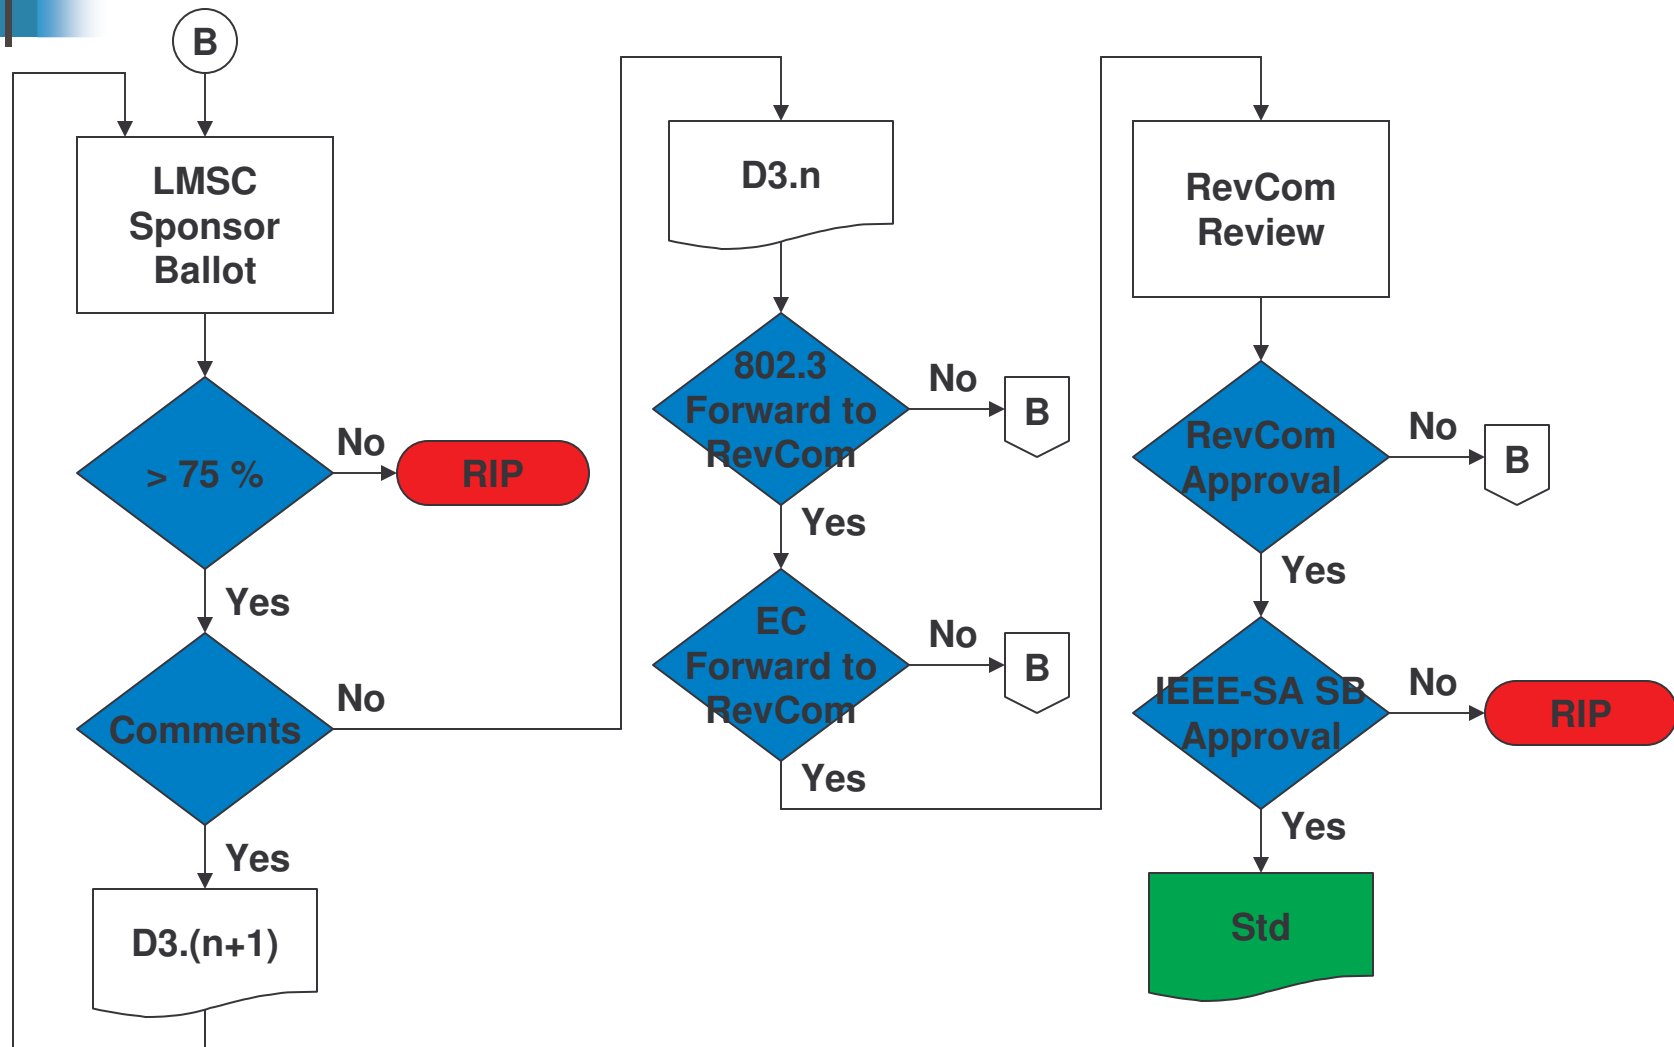 B
LMSC
Sponsor
Ballot
> 75 %
No
RIP
Yes
Comments
No
Yes
D3.(n+1)
D3.n
802.3
Forward to
RevCom
No
B
Yes
EC
Forward to
RevCom
No
B
Yes
RevCom
Review
RevCom
Approval
No
B
Yes
IEEE-SA SB
Approval
No
RIP
Yes
Std